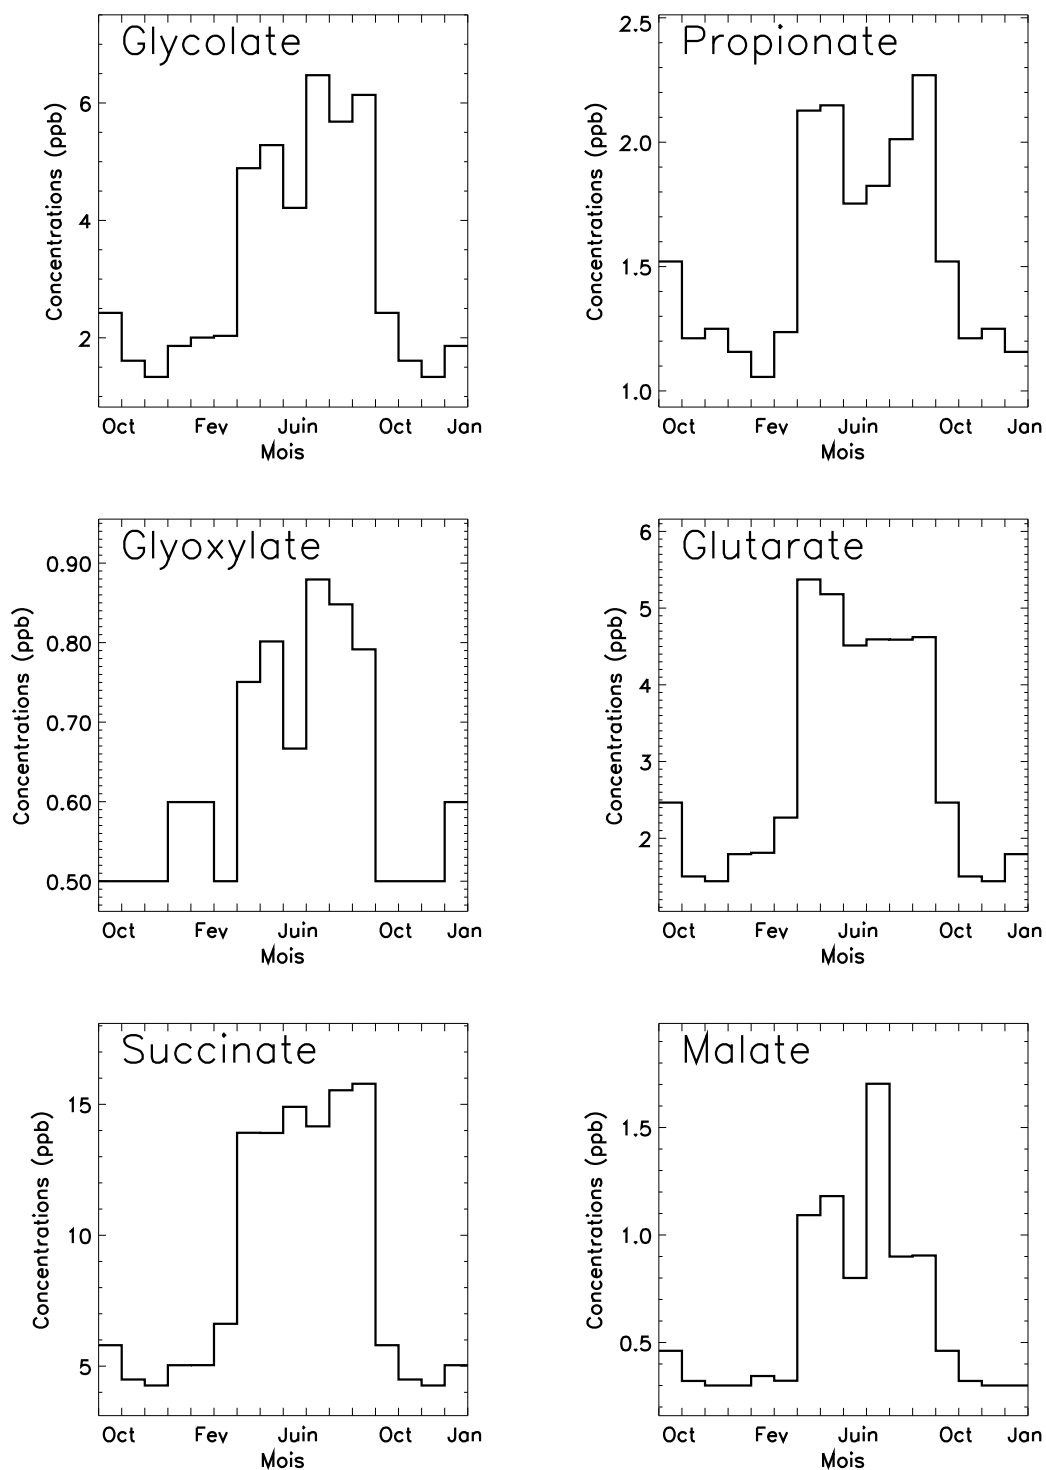 Glycolate
Concentrations (ppb)
6
4
2
Oct Fev Juin Oct Jan
Mois
Propionate
Concentrations (ppb)
2.5
2.0
1.5
1.0
Oct Fev Juin Oct Jan
Mois
Glyoxylate
Concentrations (ppb)
0.90
0.80
0.70
0.60
0.50
Oct Fev Juin Oct Jan
Mois
Glutarate
Concentrations (ppb)
6
5
4
3
2
Oct Fev Juin Oct Jan
Mois
Succinate
Concentrations (ppb)
15
10
5
Oct Fev Juin Oct Jan
Mois
Malate
Concentrations (ppb)
1.5
1.0
0.5
Oct Fev Juin Oct Jan
Mois